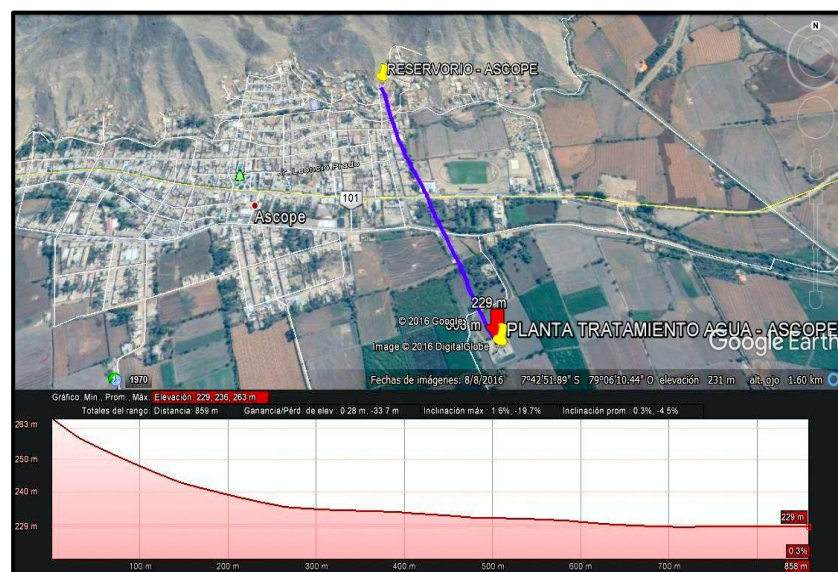 N
RESERVORIO - ASCOPE
Leoncio Prado
101
Ascope
229 m
© 2016 Google
PLANTA TRATAMIENTO AGUA - ASCOPE
Image © 2016 DigitalGlobe
Google Earth
1970
Fechas de imágenes: 8/8/2016 7°42'51.89" S 79°06'10.44" O elevación 231 m alt. ojo 1.60 km
Gráfico: Mín., Prom., Máx. Elevación: 229, 236, 263 m
Totales del rango: Distancia: 859 m Ganancia/Pérd. de elev.: 0.28 m, -33.7 m Inclinación máx.: 1.6%, -19.7% Inclinación prom.: 0.3%, -4.5%
263 m
250 m
240 m
229 m
229 m
0.3%
100 m 200 m 300 m 400 m 500 m 600 m 700 m 858 m